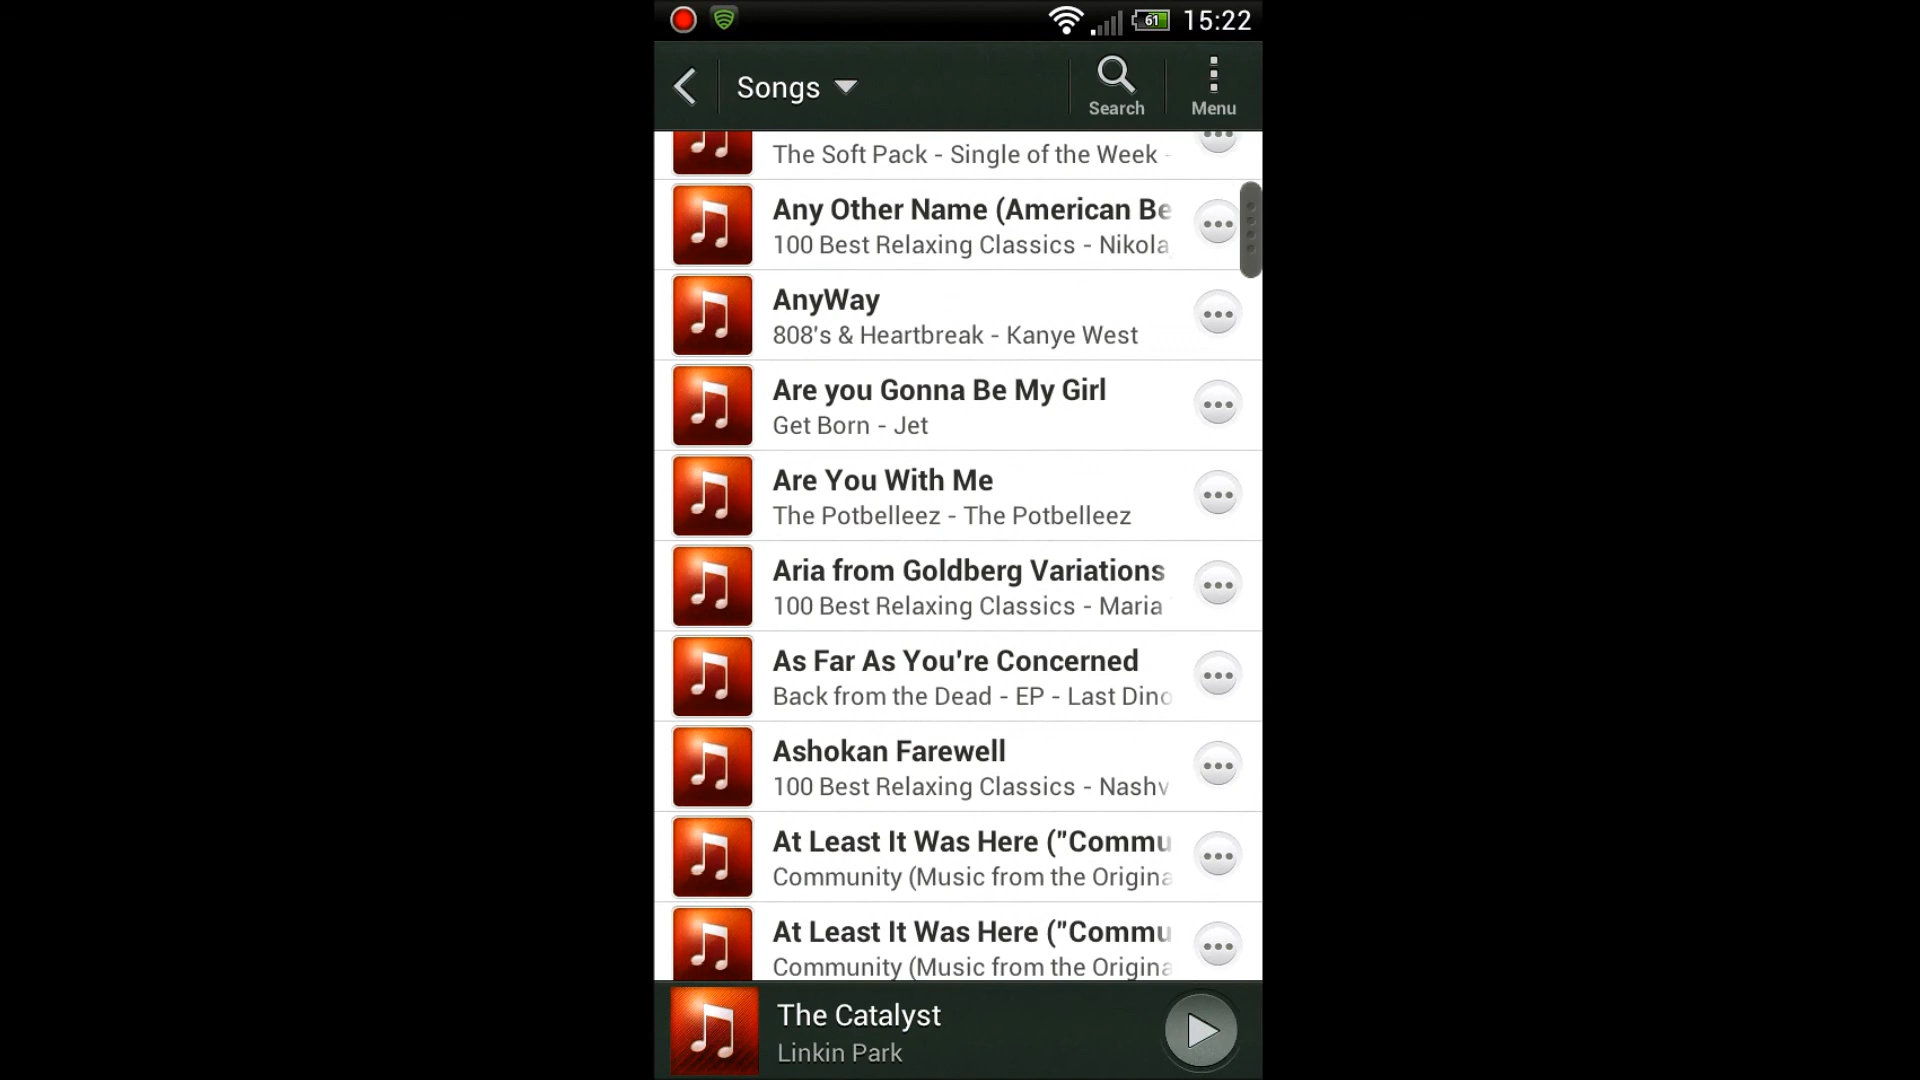 61 15:22
Songs
Search
Menu
The Soft Pack - Single of the Week -
Any Other Name (American Be
100 Best Relaxing Classics - Nikola
AnyWay
808's & Heartbreak - Kanye West
Are you Gonna Be My Girl
Get Born - Jet
Are You With Me
The Potbelleez - The Potbelleez
Aria from Goldberg Variations
100 Best Relaxing Classics - Maria
As Far As You're Concerned
Back from the Dead - EP - Last Dino
Ashokan Farewell
100 Best Relaxing Classics - Nashv
At Least It Was Here ("Commu
Community (Music from the Origina
At Least It Was Here ("Commu
Community (Music from the Origina
The Catalyst
Linkin Park